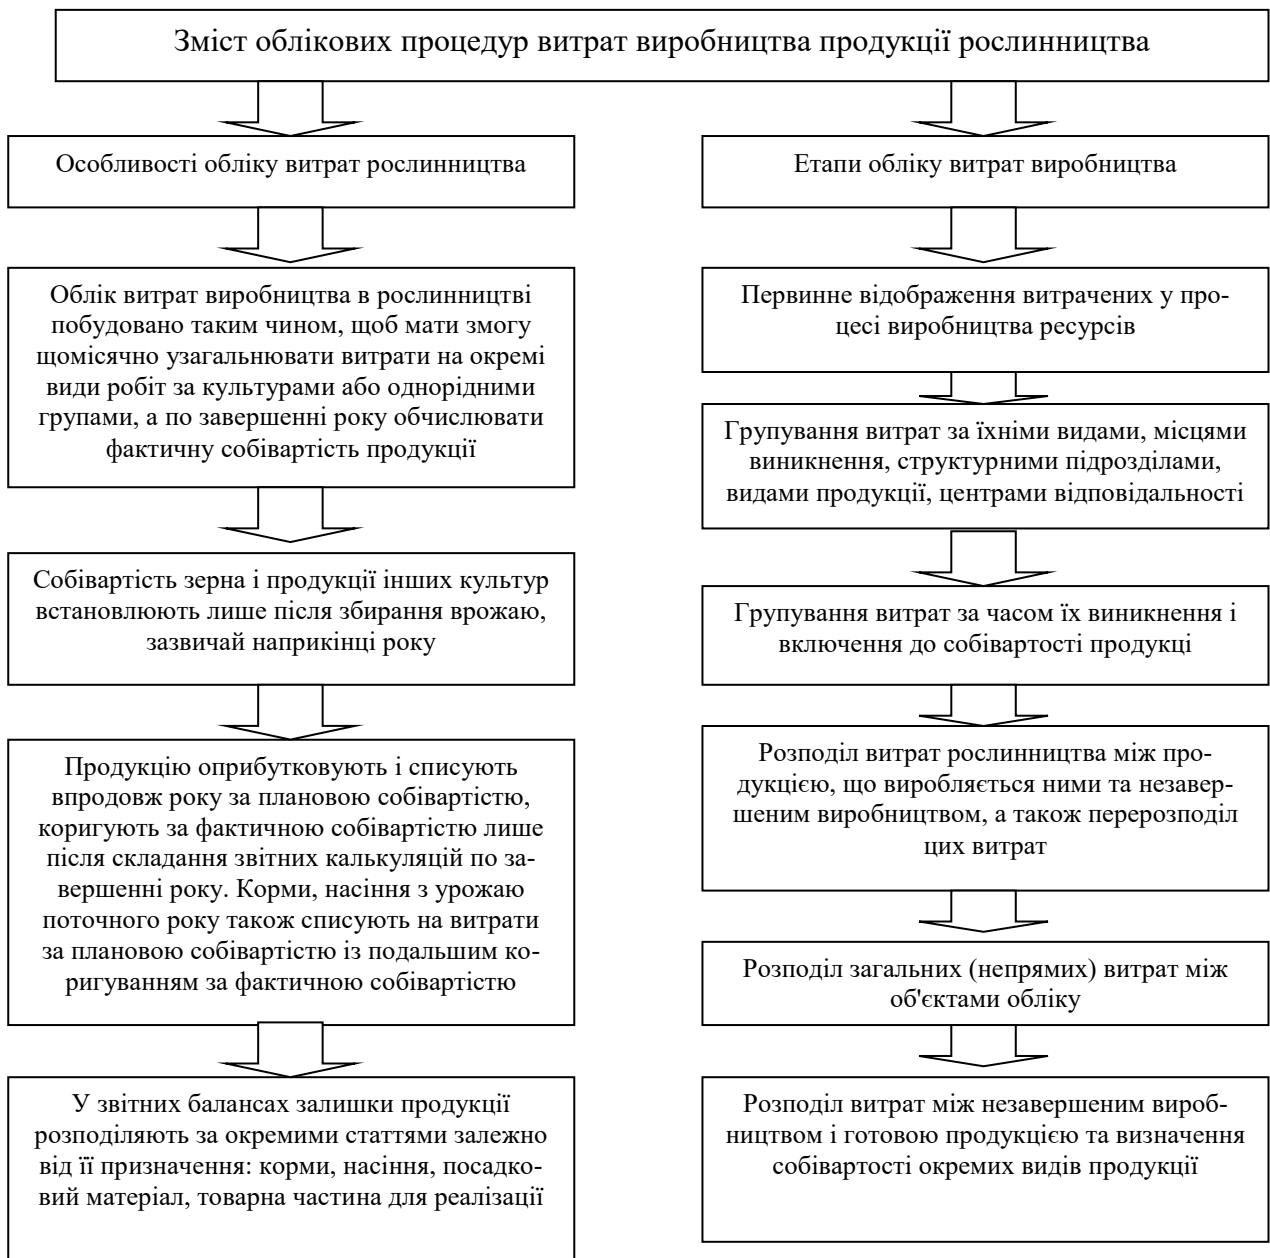 Зміст облікових процедур витрат виробництва продукції рослинництва
Особливості обліку витрат рослинництва
Облік витрат виробництва в рослинництві
побудовано таким чином, щоб мати змогу
щомісячно узагальнювати витрати на окремі
види робіт за культурами або однорідними
групами, а по завершенні року обчислювати
фактичну собівартість продукції
Собівартість зерна і продукції інших культур
встановлюють лише після збирання врожаю,
зазвичай наприкінці року
Продукцію оприбутковують і списують
впродовж року за плановою собівартістю,
коригують за фактичною собівартістю лише
після складання звітних калькуляцій по за-
вершенні року. Корми, насіння з урожаю
поточного року також списують на витрати
за плановою собівартістю із подальшим ко-
ригуванням за фактичною собівартістю
У звітних балансах залишки продукції
розподіляють за окремими статтями залежно
від її призначення: корми, насіння, посадко-
вий матеріал, товарна частина для реалізації
Етапи обліку витрат виробництва
Первинне відображення витрачених у про-
цесі виробництва ресурсів
Групування витрат за їхніми видами, місцями
виникнення, структурними підрозділами,
видами продукції, центрами відповідальності
Групування витрат за часом їх виникнення і
включення до собівартості продукці
Розподіл витрат рослинництва між про-
дукцією, що виробляється ними та незавер-
шеним виробництвом, а також перерозподіл
цих витрат
Розподіл загальних (непрямих) витрат між
об'єктами обліку
Розподіл витрат між незавершеним вироб-
ництвом і готовою продукцією та визначення
собівартості окремих видів продукції